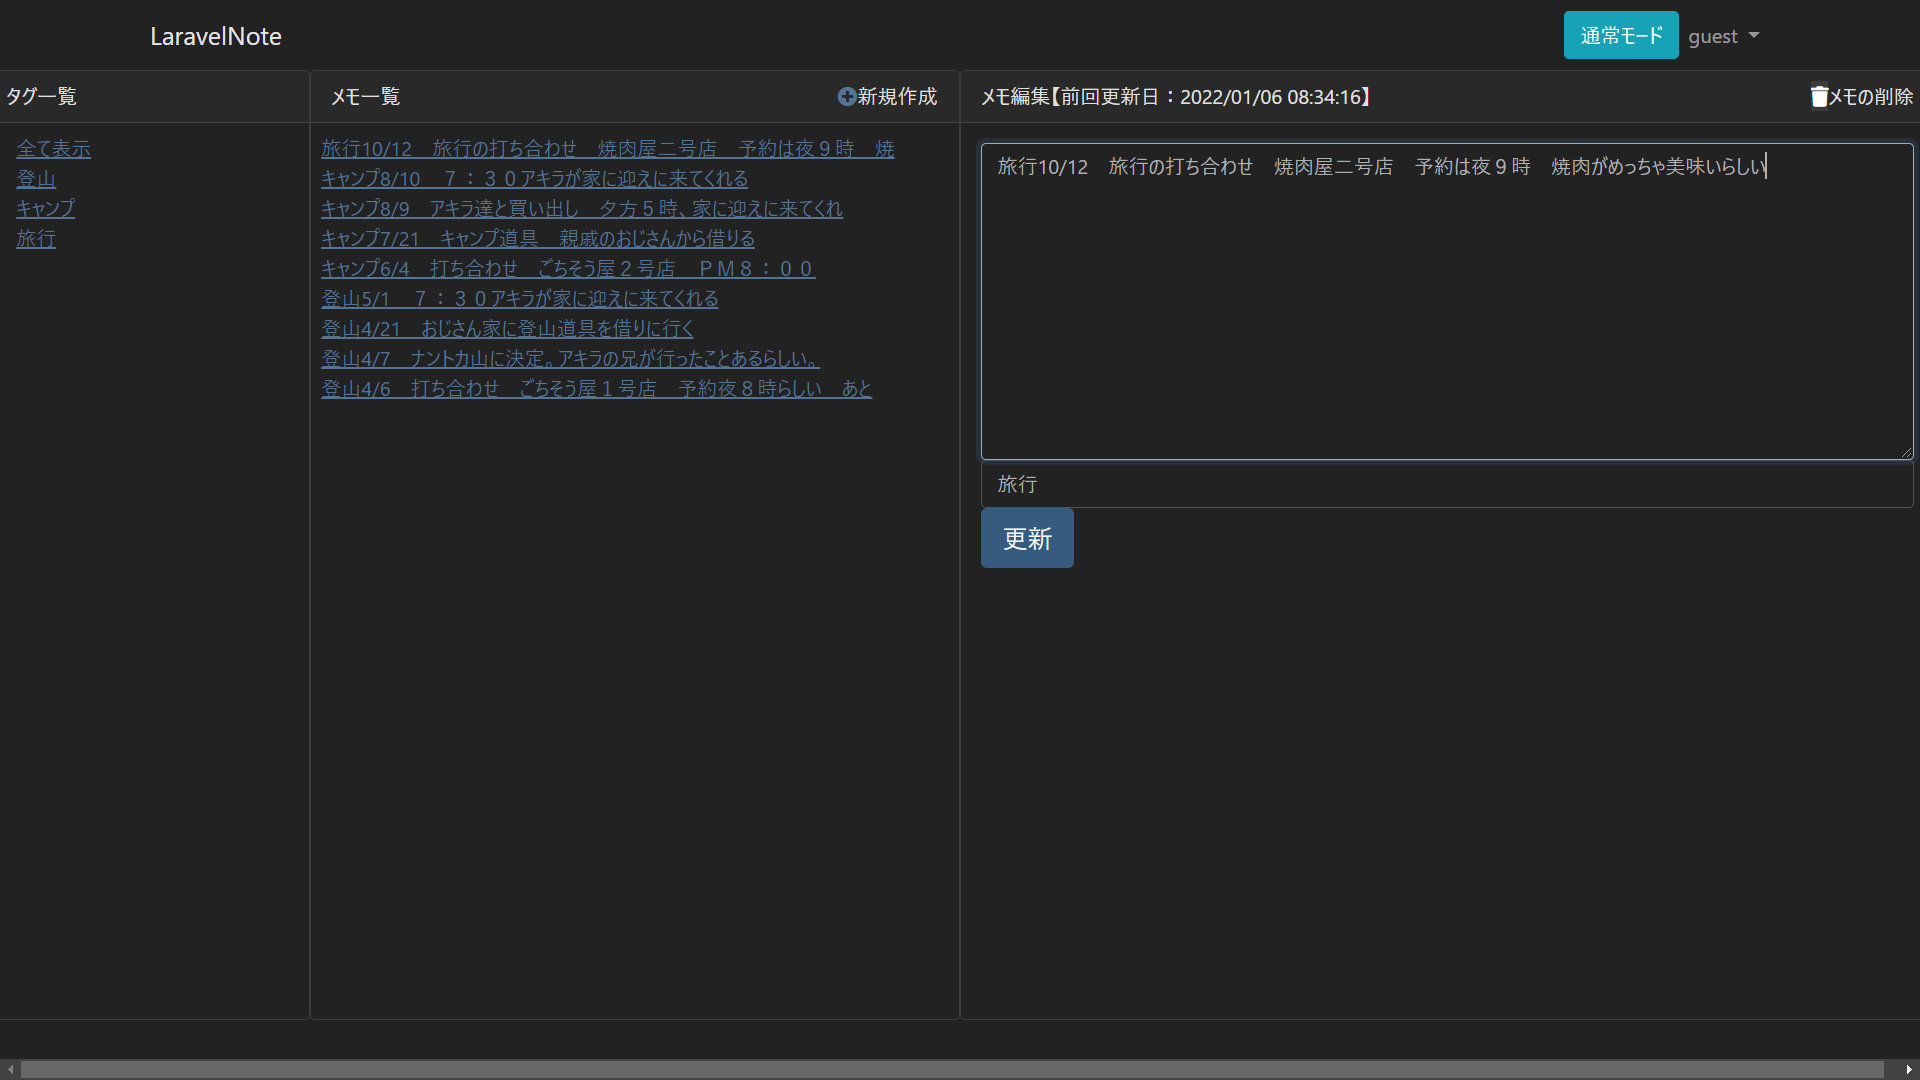 LaravelNote
通常モード
guest
タグ一覧
メモ一覧
新規作成
メモ編集【前回更新日：2022/01/06 08:34:16】
メモの削除
全て表示
登山
キャンプ
旅行
旅行10/12　旅行の打ち合わせ　焼肉屋二号店　予約は夜９時　焼
キャンプ8/10　７：３０アキラが家に迎えに来てくれる
キャンプ8/9　アキラ達と買い出し　夕方５時、家に迎えに来てくれ
キャンプ7/21　キャンプ道具　親戚のおじさんから借りる
キャンプ6/4　打ち合わせ　ごちそう屋２号店　ＰＭ８：００
登山5/1　７：３０アキラが家に迎えに来てくれる
登山4/21　おじさん家に登山道具を借りに行く
登山4/7　ナントカ山に決定。アキラの兄が行ったことあるらしい。
登山4/6　打ち合わせ　ごちそう屋１号店　予約夜８時らしい　あと
旅行10/12　旅行の打ち合わせ　焼肉屋二号店　予約は夜９時　焼肉がめっちゃ美味いらしい
旅行
更新